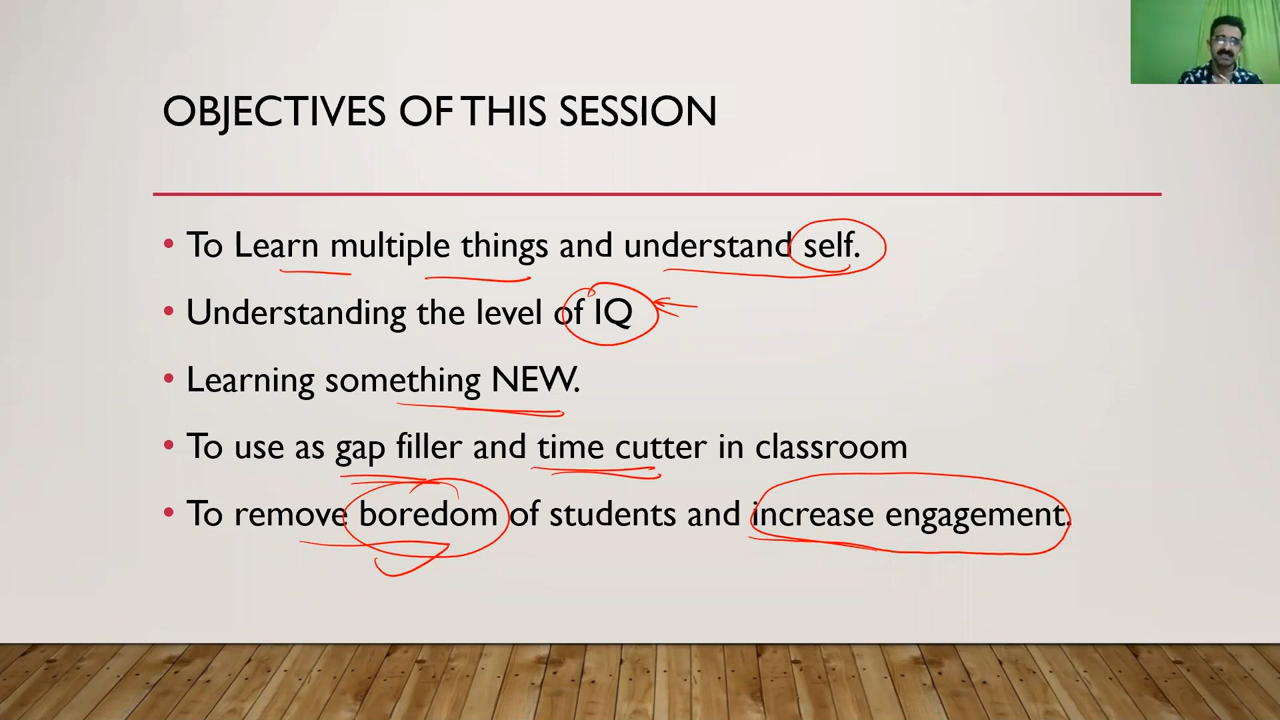 OBJECTIVES OF THIS SESSION
• To Learn multiple things and understand self.
• Understanding the level of IQ
• Learning something NEW.
• To use as gap filler and time cutter in classroom
• To remove boredom of students and increase engagement.